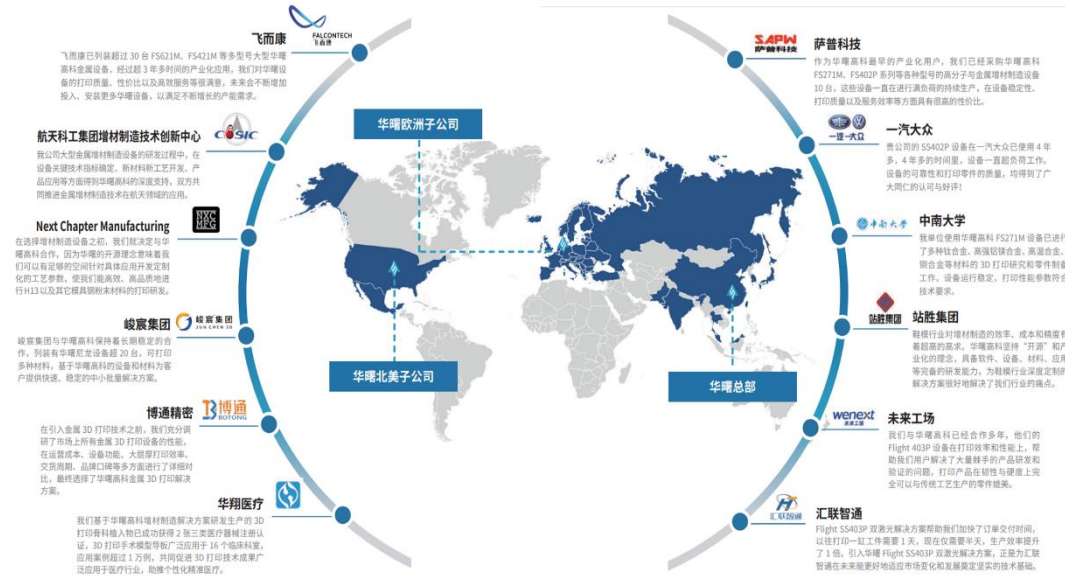 飞而康
FALCONTECH
飞而康
飞而康已列装超过 30 台 FS621M、FS421M 等多型号大型华曙
高科金属设备，经过超 3 年多时间的产业化应用，我们对华曙设
备的打印质量、性价比以及高效服务等很满意，未来会不断增加
投入、安装更多华曙设备，以满足不断增长的产能需求。
航天科工集团增材制造技术创新中心
CASIC
我公司大型金属增材制造设备的研发过程中，在
设备关键技术指标确定、新材料新工艺开发、产
品应用等方面得到华曙高科的深度支持，双方共
同推进金属增材制造技术在航天领域的应用。
Next Chapter Manufacturing
NXC
MFG
在选择增材制造设备之初，我们就决定与华
曙高科合作，因为华曙的开源理念意味着我
们可以有足够的空间针对具体应用开发定制
化的工艺参数，使我们能高效、高品质地进
行 H13 以及其它模具钢粉末材料的打印研发。
峻宸集团
峻宸集团
JUN CHEN 3D
峻宸集团与华曙高科保持着长期稳定的合
作，列装有华曙尼龙设备超 20 台，可打印
多种材料，基于华曙高科的设备和材料为客
户提供快速、稳定的中小批量解决方案。
博通精密
博通
BOTONG
在引入金属 3D 打印技术之前，我们充分调
研了市场上所有金属 3D 打印设备的性能，
在运营成本、设备功能、大层厚打印效率、
交货周期、品牌口碑等多方面进行了详细对
比，最终选择了华曙高科金属 3D 打印解决
方案。
华翔医疗
我们基于华曙高科增材制造解决方案研发生产的 3D
打印骨科植入物已成功获得 2 张三类医疗器械注册认
证，3D 打印手术模型导板广泛应用于 16 个临床科室，
应用案例超过 1 万例，共同促进 3D 打印技术成果广
泛应用于医疗行业，助推个性化精准医疗。
华曙欧洲子公司
华曙北美子公司
华曙总部
SAPW
萨普科技
萨普科技
作为华曙高科最早的产业化用户，我们已经采购华曙高科
FS271M、FS402P 系列等各种型号的高分子与金属增材制造设备
10 台，这些设备一直在进行满负荷的持续生产，在设备稳定性、
打印质量以及服务效率等方面具有很高的性价比。
一汽-大众
一汽大众
贵公司的 SS402P 设备在一汽大众已使用 4 年
多，4 年多的时间里，设备一直超负荷工作。
设备的可靠性和打印零件的质量，均得到了广
大同仁的认可与好评！
中南大学
中南大学
我单位使用华曙高科 FS271M 设备已进行
了多种钛合金、高强铝镁合金、高温合金、
铜合金等材料的 3D 打印研究和零件制备
工作，设备运行稳定，打印性能参数符合
技术要求。
站胜集团
站胜集团
鞋模行业对增材制造的效率、成本和精度有
着超高的需求。华曙高科坚持“开源”和产
业化的理念，具备软件、设备、材料、应用
等完备的研发能力，为鞋模行业深度定制的
解决方案很好地解决了我们行业的痛点。
wenext
未来工场
未来工场
我们与华曙高科已经合作多年，他们的
Flight 403P 设备在打印效率和性能上，帮
助我们用户解决了大量棘手的产品研发和
验证的问题，打印产品在韧性与硬度上完
全可以与传统工艺生产的零件媲美。
汇联智通
汇联智通
Flight SS403P 双激光解决方案帮助我们加快了订单交付时间，
以往打印一缸工件需要 1 天，现在仅需要半天，生产效率提升
了 1 倍。引入华曙 Flight SS403P 双激光解决方案，正是为汇联
智通在未来能更好地适应市场变化和发展奠定坚实的技术基础。